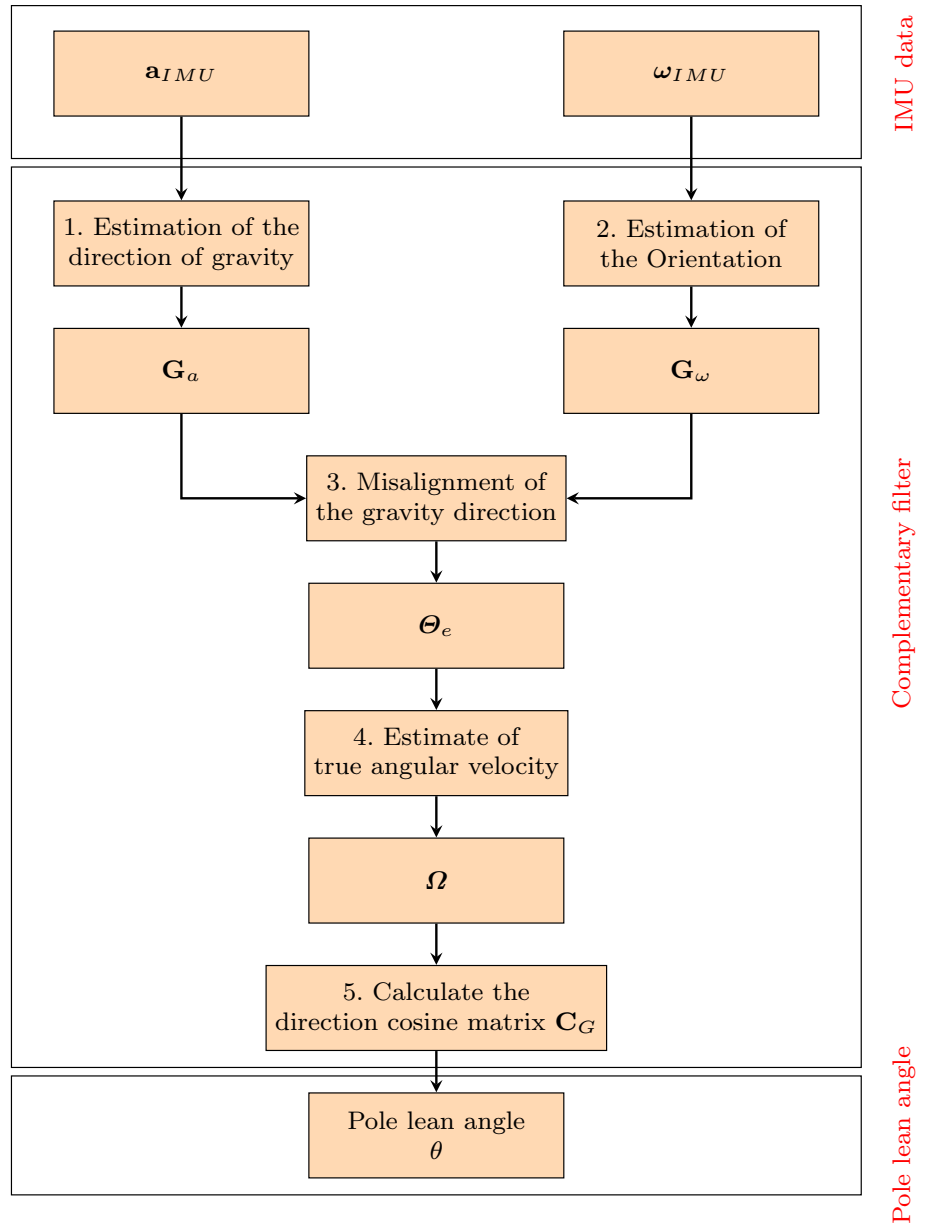 𝐚_IMU
𝝎_IMU
IMU data
1. Estimation of the
direction of gravity
2. Estimation of
the Orientation
𝐆_a
𝐆_ω
3. Misalignment of
the gravity direction
𝜣_e
4. Estimate of
true angular velocity
Complementary filter
𝜴
5. Calculate the
direction cosine matrix 𝐂_G
Pole lean angle
θ
Pole lean angle